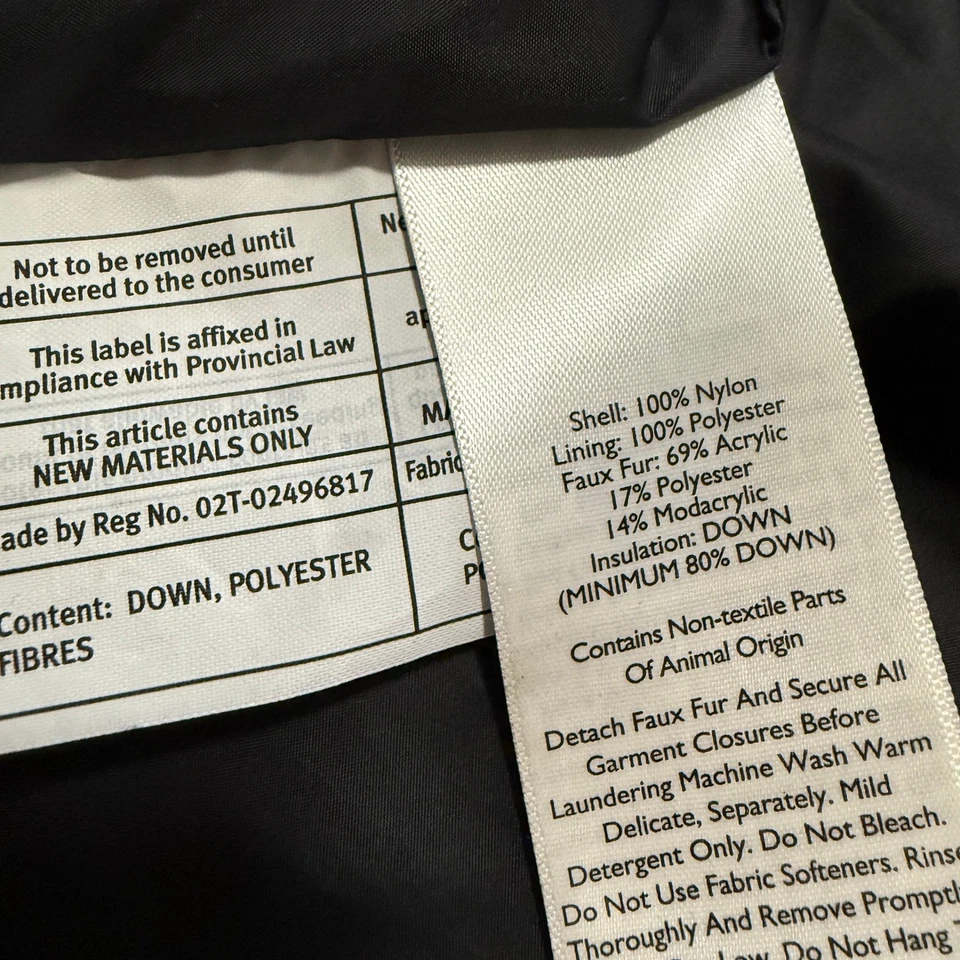 Not to be removed until
delivered to the consumer
This label is affixed in
mpliance with Provincial Law
This article contains
NEW MATERIALS ONLY
ade by Reg No. 02T-02496817
Content: DOWN, POLYESTER
FIBRES
Fabric
Shell: 100% Nylon
Lining: 100% Polyester
Faux Fur: 69% Acrylic
17% Polyester
14% Modacrylic
Insulation: DOWN
(MINIMUM 80% DOWN)
Contains Non-textile Parts
Of Animal Origin
Detach Faux Fur And Secure All
Garment Closures Before
Laundering Machine Wash Warm
Delicate, Separately. Mild
Detergent Only. Do Not Bleach.
Do Not Use Fabric Softeners. Rinse
Thoroughly And Remove Promptl
Low. Do Not Hang